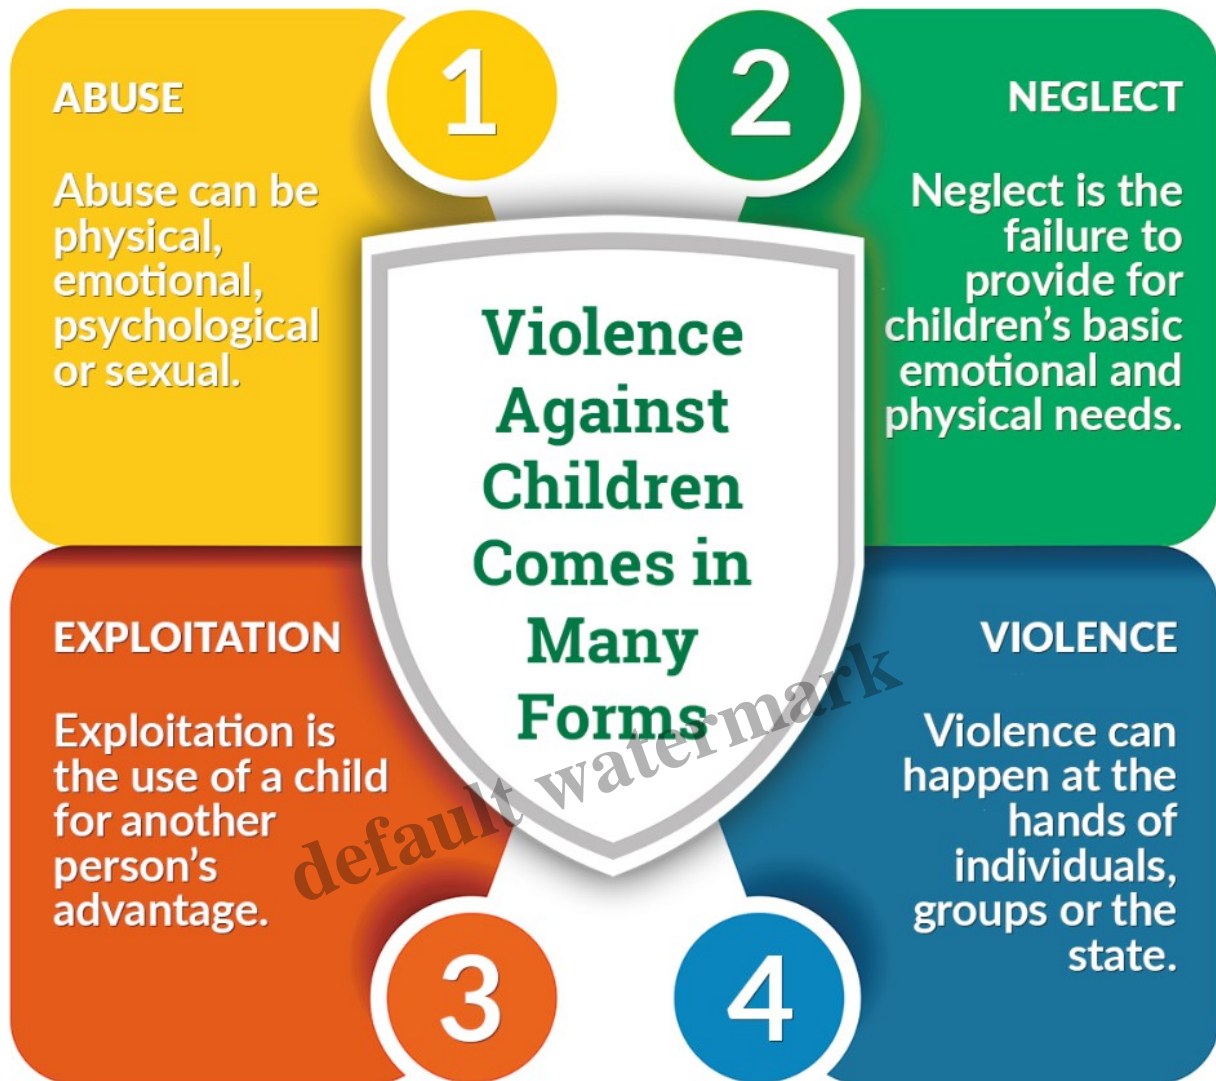 1
ABUSE
Abuse can be
physical,
emotional,
psychological
or sexual.
2
NEGLECT
Neglect is the
failure to
provide for
children’s basic
emotional and
physical needs.
Violence
Against
Children
Comes in
Many
Forms
EXPLOITATION
Exploitation is
the use of a child
for another
person’s
advantage.
3
VIOLENCE
Violence can
happen at the
hands of
individuals,
groups or the
state.
4
default watermark